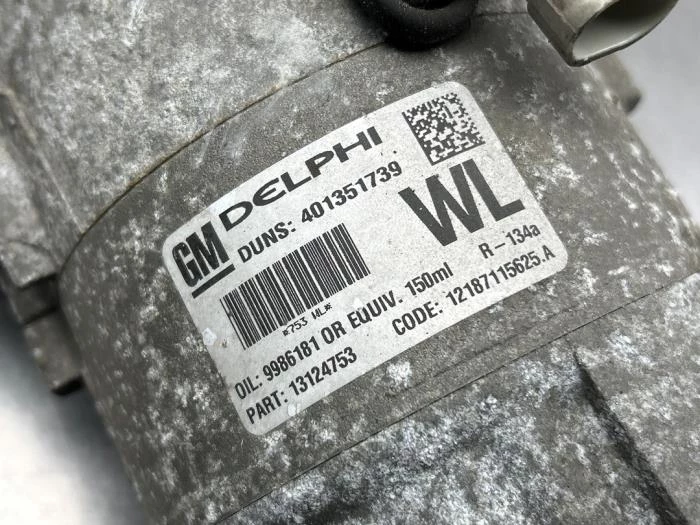 GM DELPHI
DUNS: 401351739
WL
*753 WL*
R-134a
OIL: 9986181 OR EQUIV. 150ml
PART: 13124753 CODE: 12187115625.A